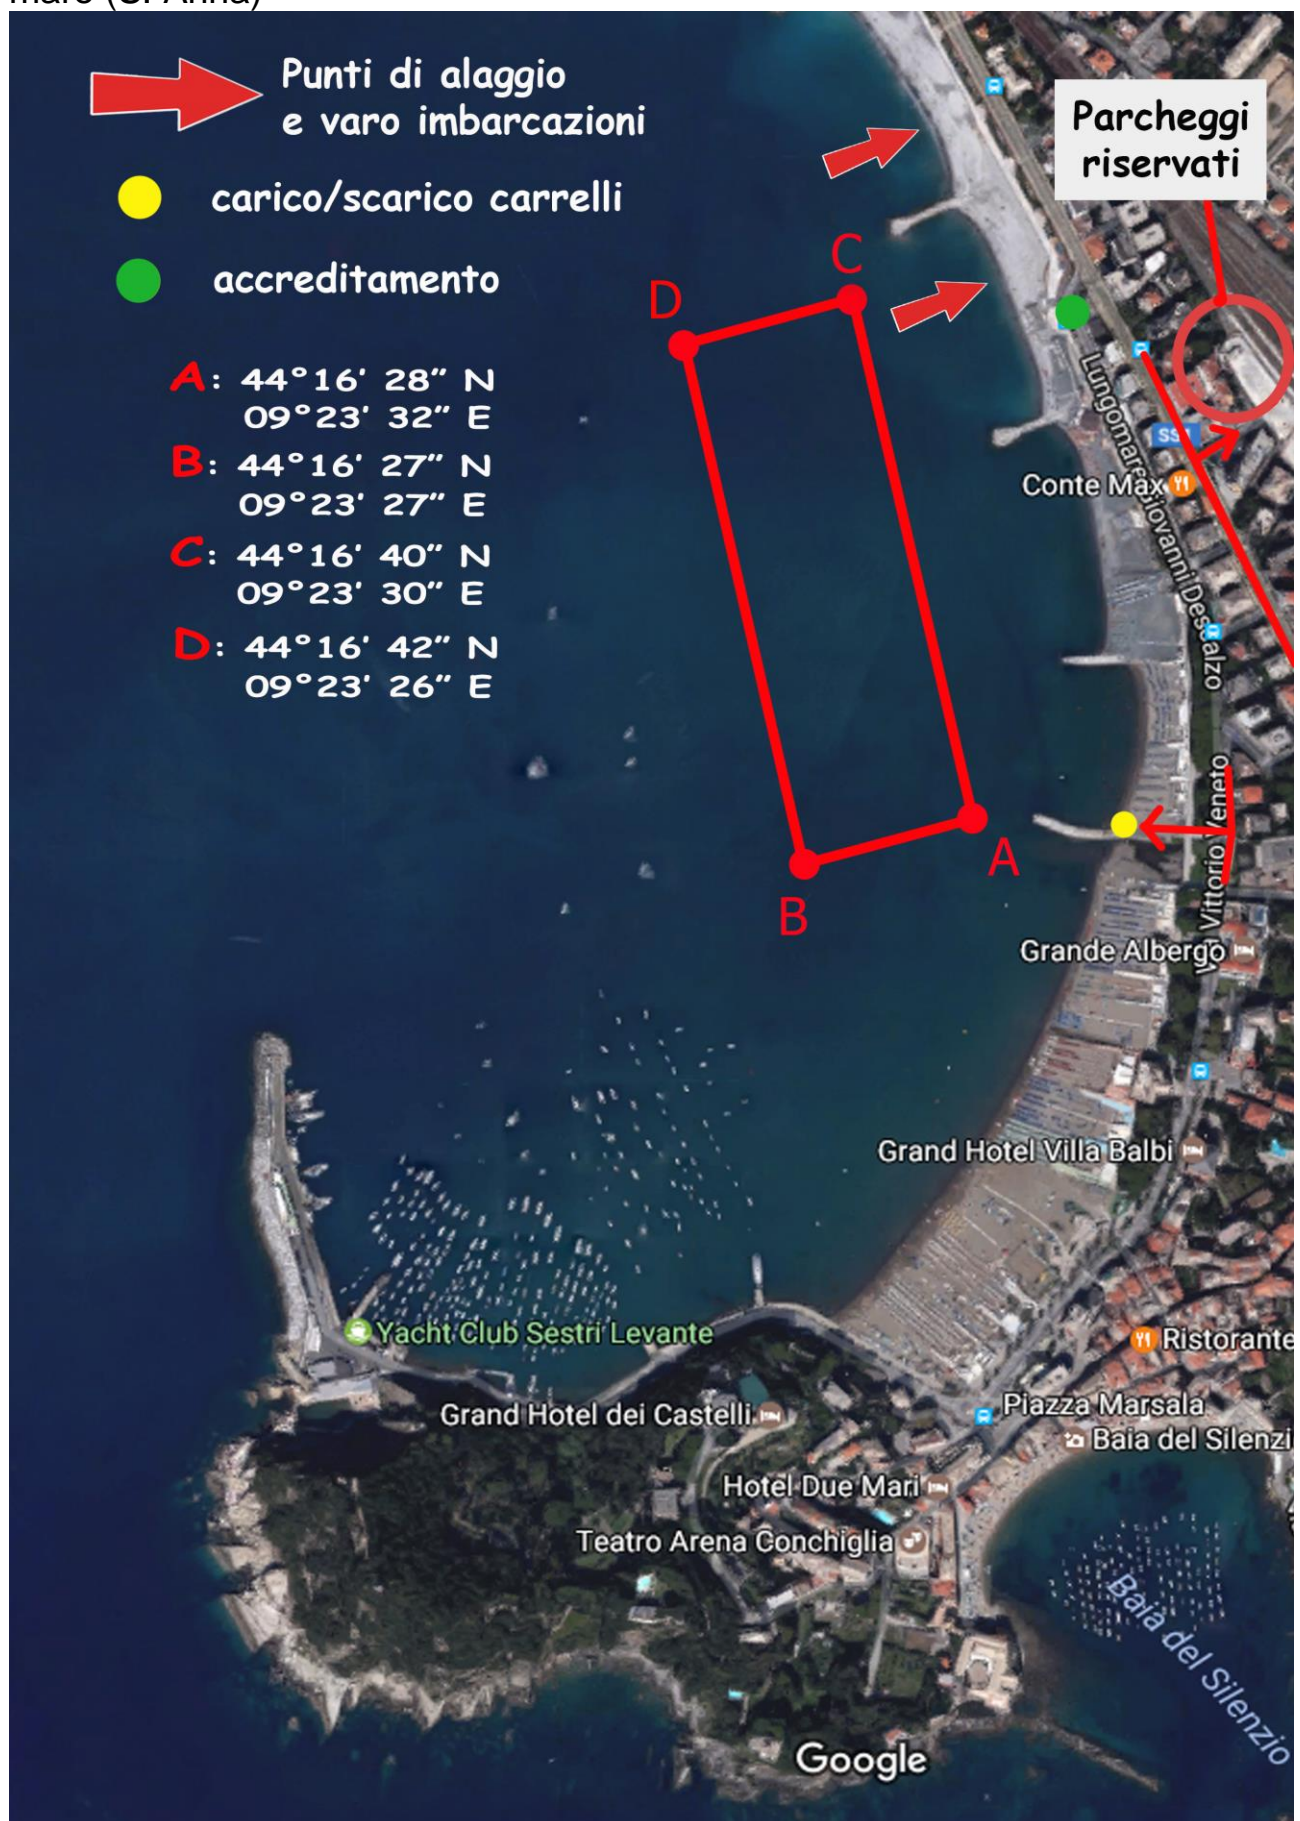 mare (S. Anna)
Punti di alaggio
e varo imbarcazioni
carico/scarico carrelli
accreditamento
Parcheggi
riservati
C
D
A: 44°16' 28" N
09°23' 32" E
B: 44°16' 27" N
09°23' 27" E
C: 44°16' 40" N
09°23' 30" E
D: 44°16' 42" N
09°23' 26" E
Lungomare Giovanni Descalzo
SS1
Conte Max
A
B
Vittorio Veneto
Grande Albergo
Grand Hotel Villa Balbi
Yacht Club Sestri Levante
Ristorante
Grand Hotel dei Castelli
Piazza Marsala
Baia del Silenzi
Hotel Due Mari
Teatro Arena Conchiglia
Baia del Silenzio
Google